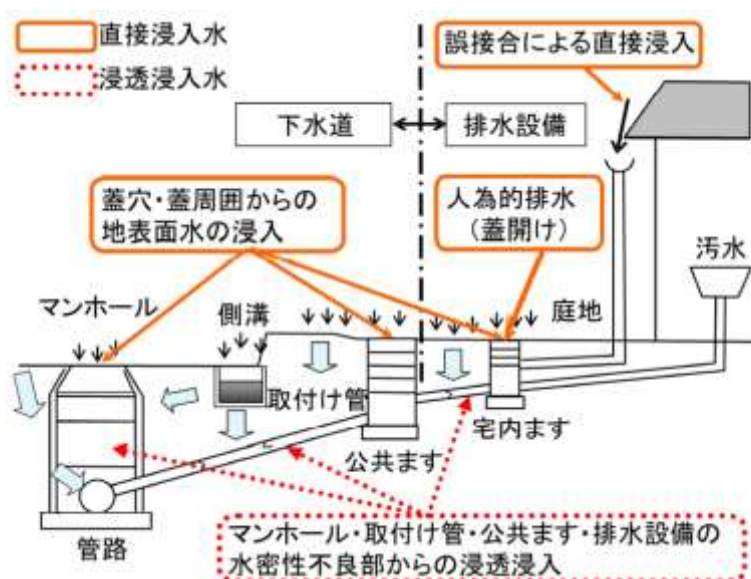 直接浸入水
浸透浸入水
誤接合による直接浸入
下水道
排水設備
蓋穴・蓋周囲からの
地表面水の浸入
人為的排水
（蓋開け）
汚水
マンホール
側溝
庭地
取付け管
公共ます
宅内ます
管路
マンホール・取付け管・公共ます・排水設備の
水密性不良部からの浸透浸入